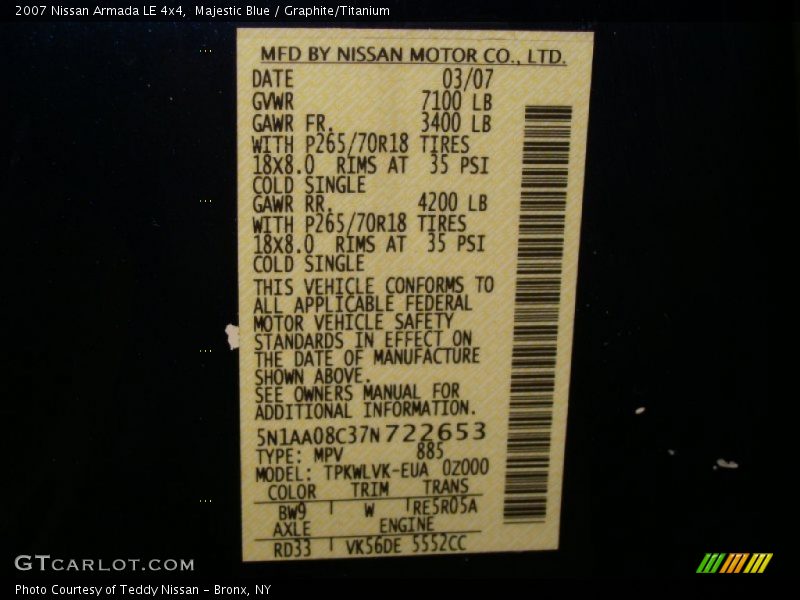 2007 Nissan Armada LE 4x4,  Majestic Blue / Graphite/Titanium
MFD BY NISSAN MOTOR CO., LTD.
DATE 03/07
GVWR 7100 LB
GAWR FR. 3400 LB
WITH P265/70R18 TIRES
18X8.0 RIMS AT 35 PSI
COLD SINGLE
GAWR RR. 4200 LB
WITH P265/70R18 TIRES
18X8.0 RIMS AT 35 PSI
COLD SINGLE
THIS VEHICLE CONFORMS TO
ALL APPLICABLE FEDERAL
MOTOR VEHICLE SAFETY
STANDARDS IN EFFECT ON
THE DATE OF MANUFACTURE
SHOWN ABOVE.
SEE OWNERS MANUAL FOR
ADDITIONAL INFORMATION.
5N1AA08C37N722653
TYPE: MPV 885
MODEL: TPKWLVK-EUA 0Z000
COLOR TRIM TRANS
BW9 W RE5R05A
AXLE ENGINE
RD33 VK56DE 5552CC
GTCARLOT.COM
Photo Courtesy of Teddy Nissan - Bronx, NY